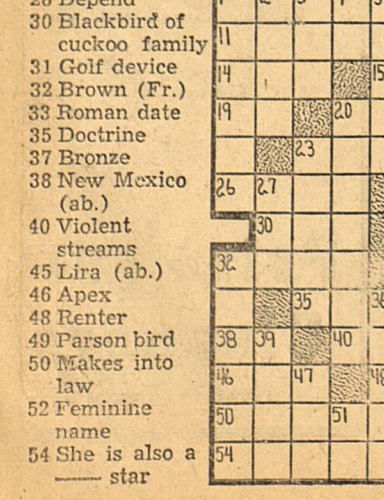 28 Depend
30 Blackbird of
cuckoo family
31 Golf device
32 Brown (Fr.)
33 Roman date
35 Doctrine
37 Bronze
38 New Mexico
(ab.)
40 Violent
streams
45 Lira (ab.)
46 Apex
48 Renter
49 Parson bird
50 Makes into
law
52 Feminine
name
54 She is also a
—— star
11
14 15
19 20
23
26 27
30
32
35
38 39 40
46 47
50 51
54